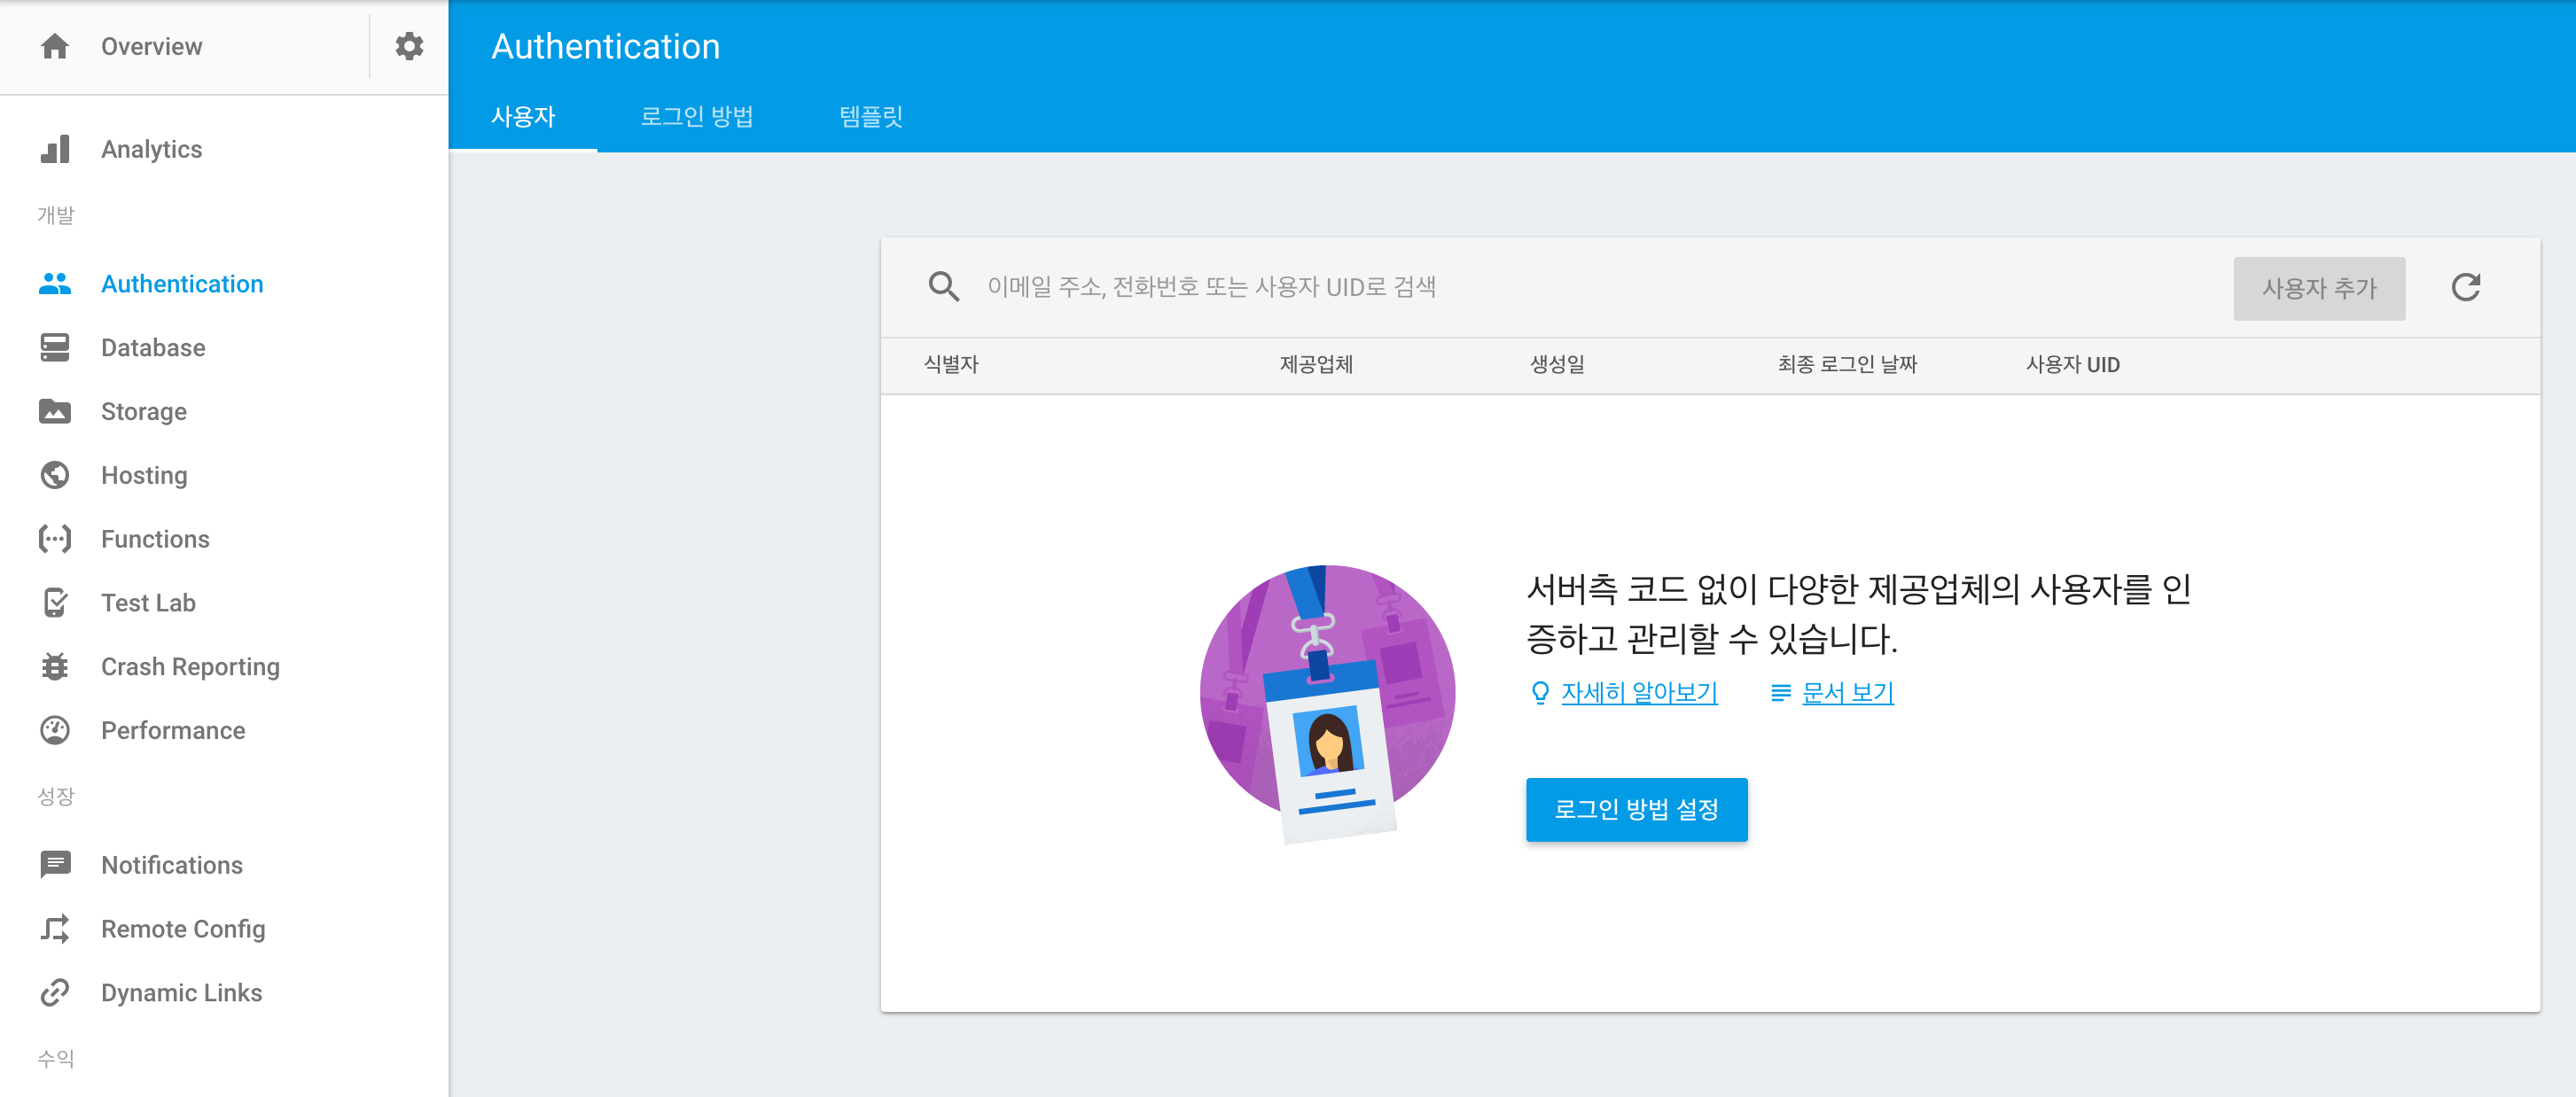 Overview
Analytics
개발
Authentication
Database
Storage
Hosting
Functions
Test Lab
Crash Reporting
Performance
성장
Notifications
Remote Config
Dynamic Links
수익
Authentication
사용자 로그인 방법 템플릿
이메일 주소, 전화번호 또는 사용자 UID로 검색 사용자 추가
식별자 제공업체 생성일 최종 로그인 날짜 사용자 UID
서버측 코드 없이 다양한 제공업체의 사용자를 인
증하고 관리할 수 있습니다.
자세히 알아보기 문서 보기
로그인 방법 설정